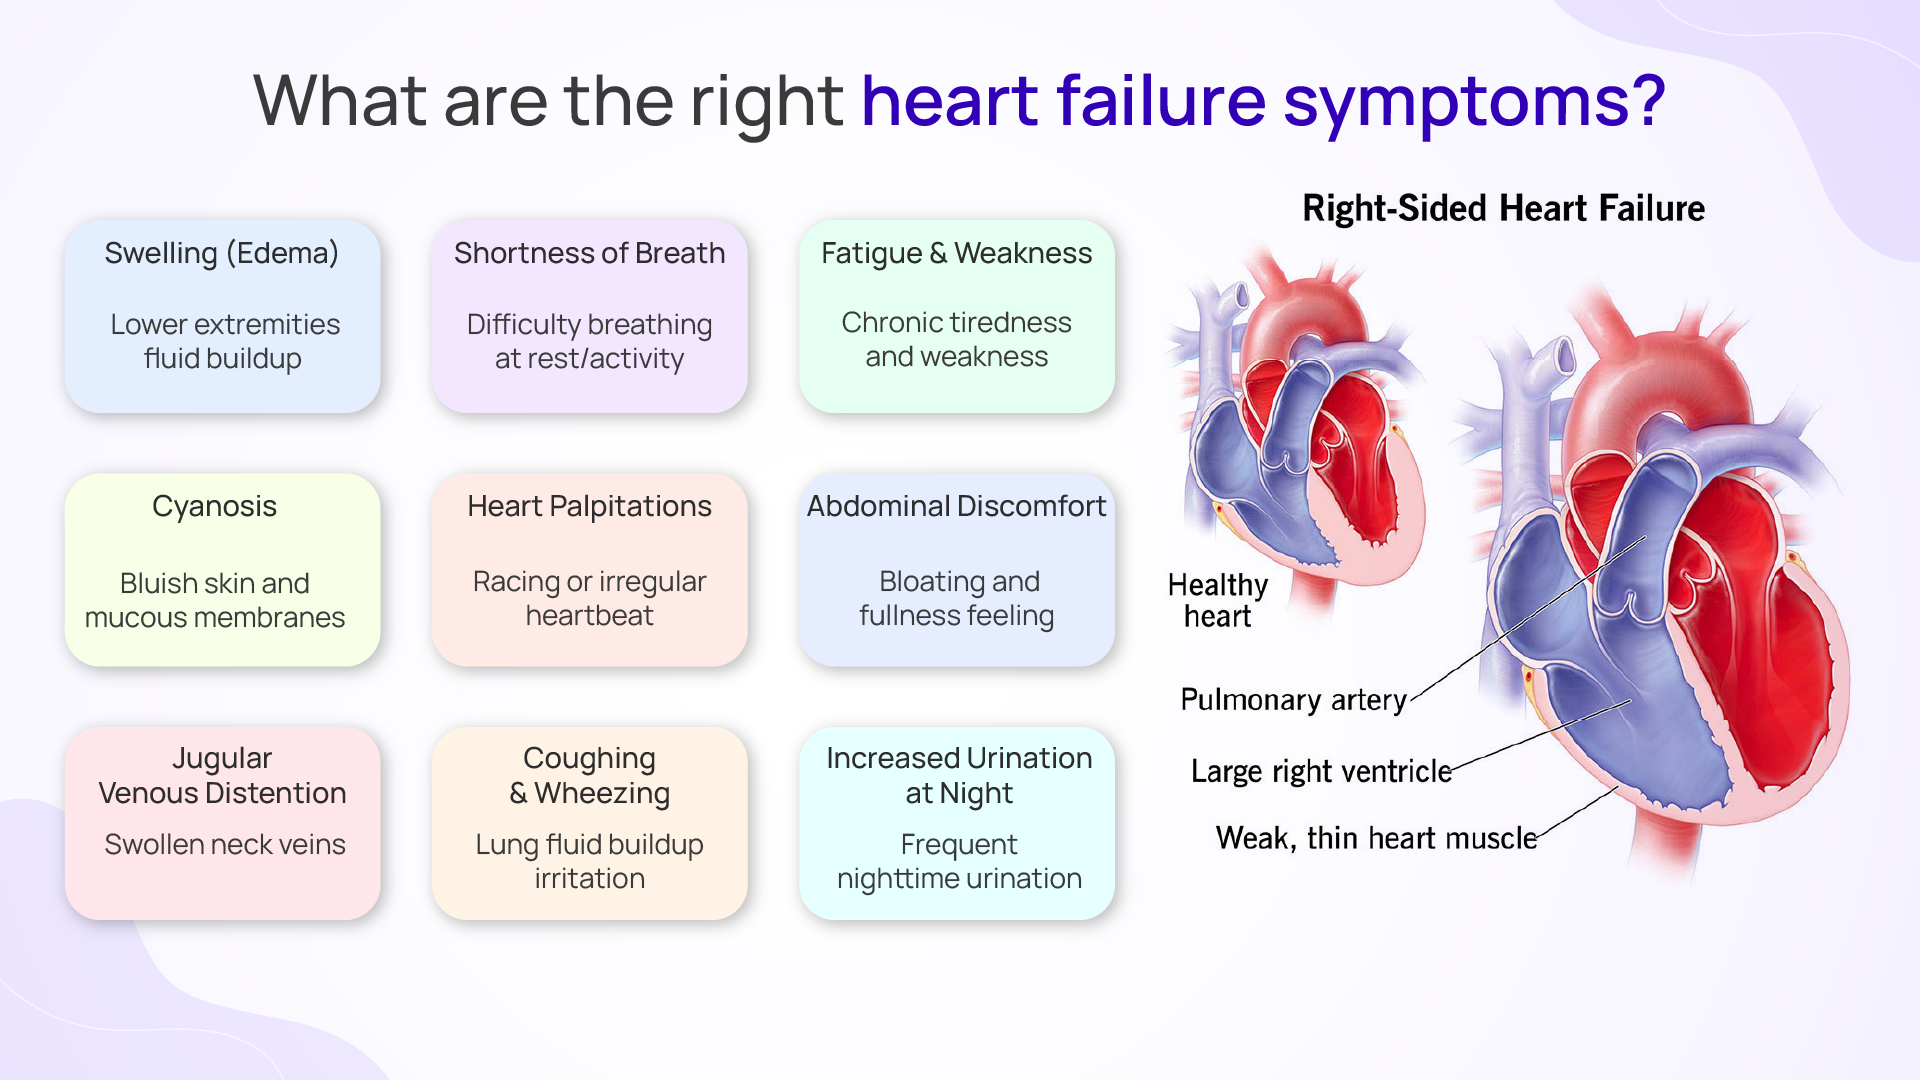 What are the right heart failure symptoms?
Swelling (Edema)
Lower extremities
fluid buildup
Shortness of Breath
Difficulty breathing
at rest/activity
Fatigue & Weakness
Chronic tiredness
and weakness
Cyanosis
Bluish skin and
mucous membranes
Heart Palpitations
Racing or irregular
heartbeat
Abdominal Discomfort
Bloating and
fullness feeling
Jugular
Venous Distention
Swollen neck veins
Coughing
& Wheezing
Lung fluid buildup
irritation
Increased Urination
at Night
Frequent
nighttime urination
Right-Sided Heart Failure
Healthy
heart
Pulmonary artery
Large right ventricle
Weak, thin heart muscle